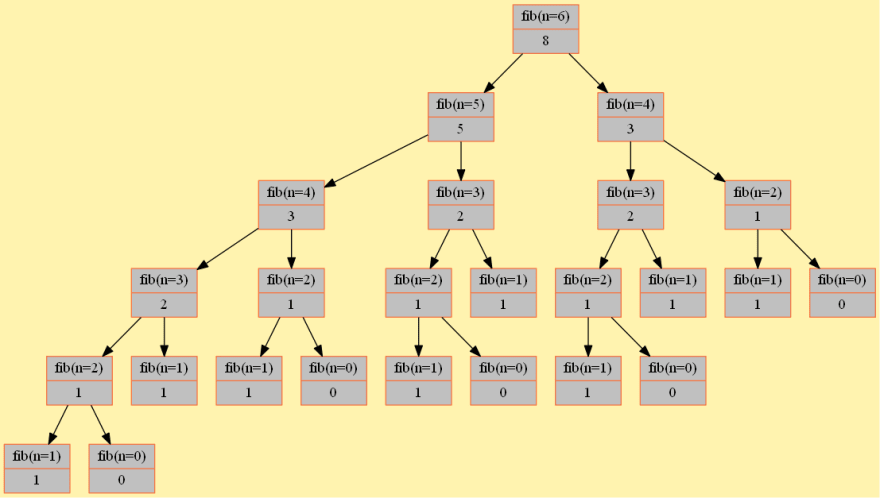 fib(n=6)
8
fib(n=5)
5
fib(n=4)
3
fib(n=4)
3
fib(n=3)
2
fib(n=3)
2
fib(n=2)
1
fib(n=3)
2
fib(n=2)
1
fib(n=2)
1
fib(n=1)
1
fib(n=2)
1
fib(n=1)
1
fib(n=1)
1
fib(n=0)
0
fib(n=2)
1
fib(n=1)
1
fib(n=1)
1
fib(n=0)
0
fib(n=1)
1
fib(n=0)
0
fib(n=1)
1
fib(n=0)
0
fib(n=1)
1
fib(n=0)
0